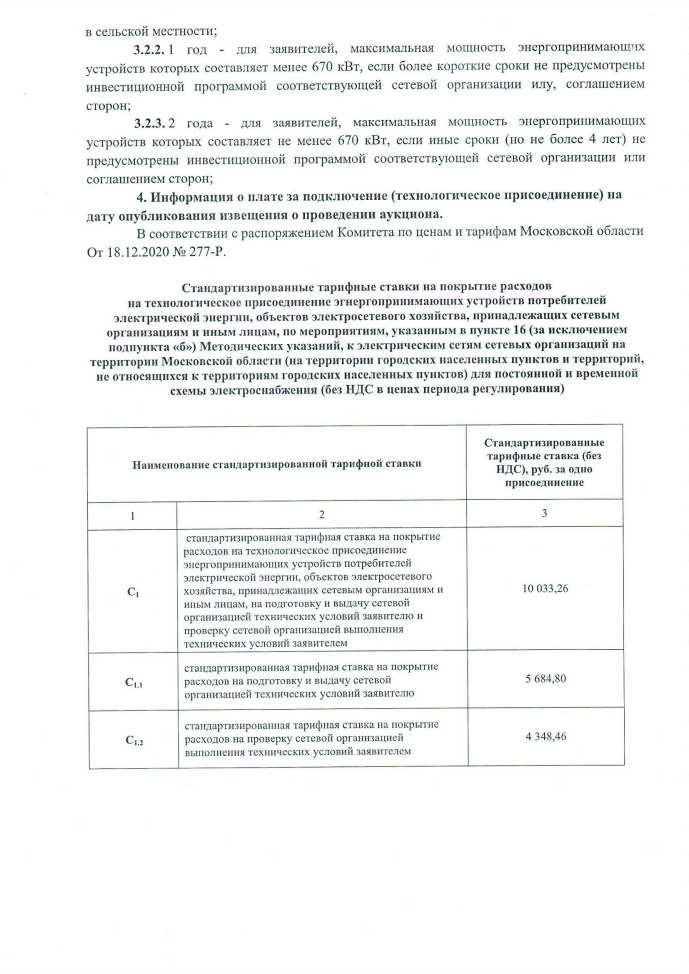 в сельской местности;
3.2.2. 1 год - для заявителей, максимальная мощность энергопринимающих
устройств которых составляет менее 670 кВт, если более короткие сроки не предусмотрены
инвестиционной программой соответствующей сетевой организации илу, соглашением
сторон;
3.2.3. 2 года - для заявителей, максимальная мощность энергопринимающих
устройств которых составляет не менее 670 кВт, если иные сроки (но не более 4 лет) не
предусмотрены инвестиционной программой соответствующей сетевой организации или
соглашением сторон;
4. Информация о плате за подключение (технологическое присоединение) на
дату опубликования извещения о проведении аукциона.
В соответствии с распоряжением Комитета по ценам и тарифам Московской области
От 18.12.2020 № 277-Р.
Стандартизированные тарифные ставки на покрытие расходов
на технологическое присоединение эгнергопринимающих устройств потребителей
электрической энергии, объектов электросетевого хозяйства, принадлежащих сетевым
организациям и иным лицам, по мероприятиям, указанным в пункте 16 (за исключением
подпункта «б») Методических указаний, к электрическим сетям сетевых организаций на
территории Московской области (на территории городских населенных пунктов и территорий,
не относящихся к территориям городских населенных пунктов) для постоянной и временной
схемы электроснабжения (без НДС в ценах периода регулирования)
Наименование стандартизированной тарифной ставки
Стандартизированные
тарифные ставка (без
НДС), руб. за одно
присоединение
1
2
3
С1
стандартизированная тарифная ставка на покрытие
расходов на технологическое присоединение
энергопринимающих устройств потребителей
электрической энергии, объектов электросетевого
хозяйства, принадлежащих сетевым организациям и
иным лицам, на подготовку и выдачу сетевой
организацией технических условий заявителю и
проверку сетевой организацией выполнения
технических условий заявителем
10 033,26
С1.1
стандартизированная тарифная ставка на покрытие
расходов на подготовку и выдачу сетевой
организацией технических условий заявителю
5 684,80
С1.2
стандартизированная тарифная ставка на покрытие
расходов на проверку сетевой организацией
выполнения технических условий заявителем
4 348,46